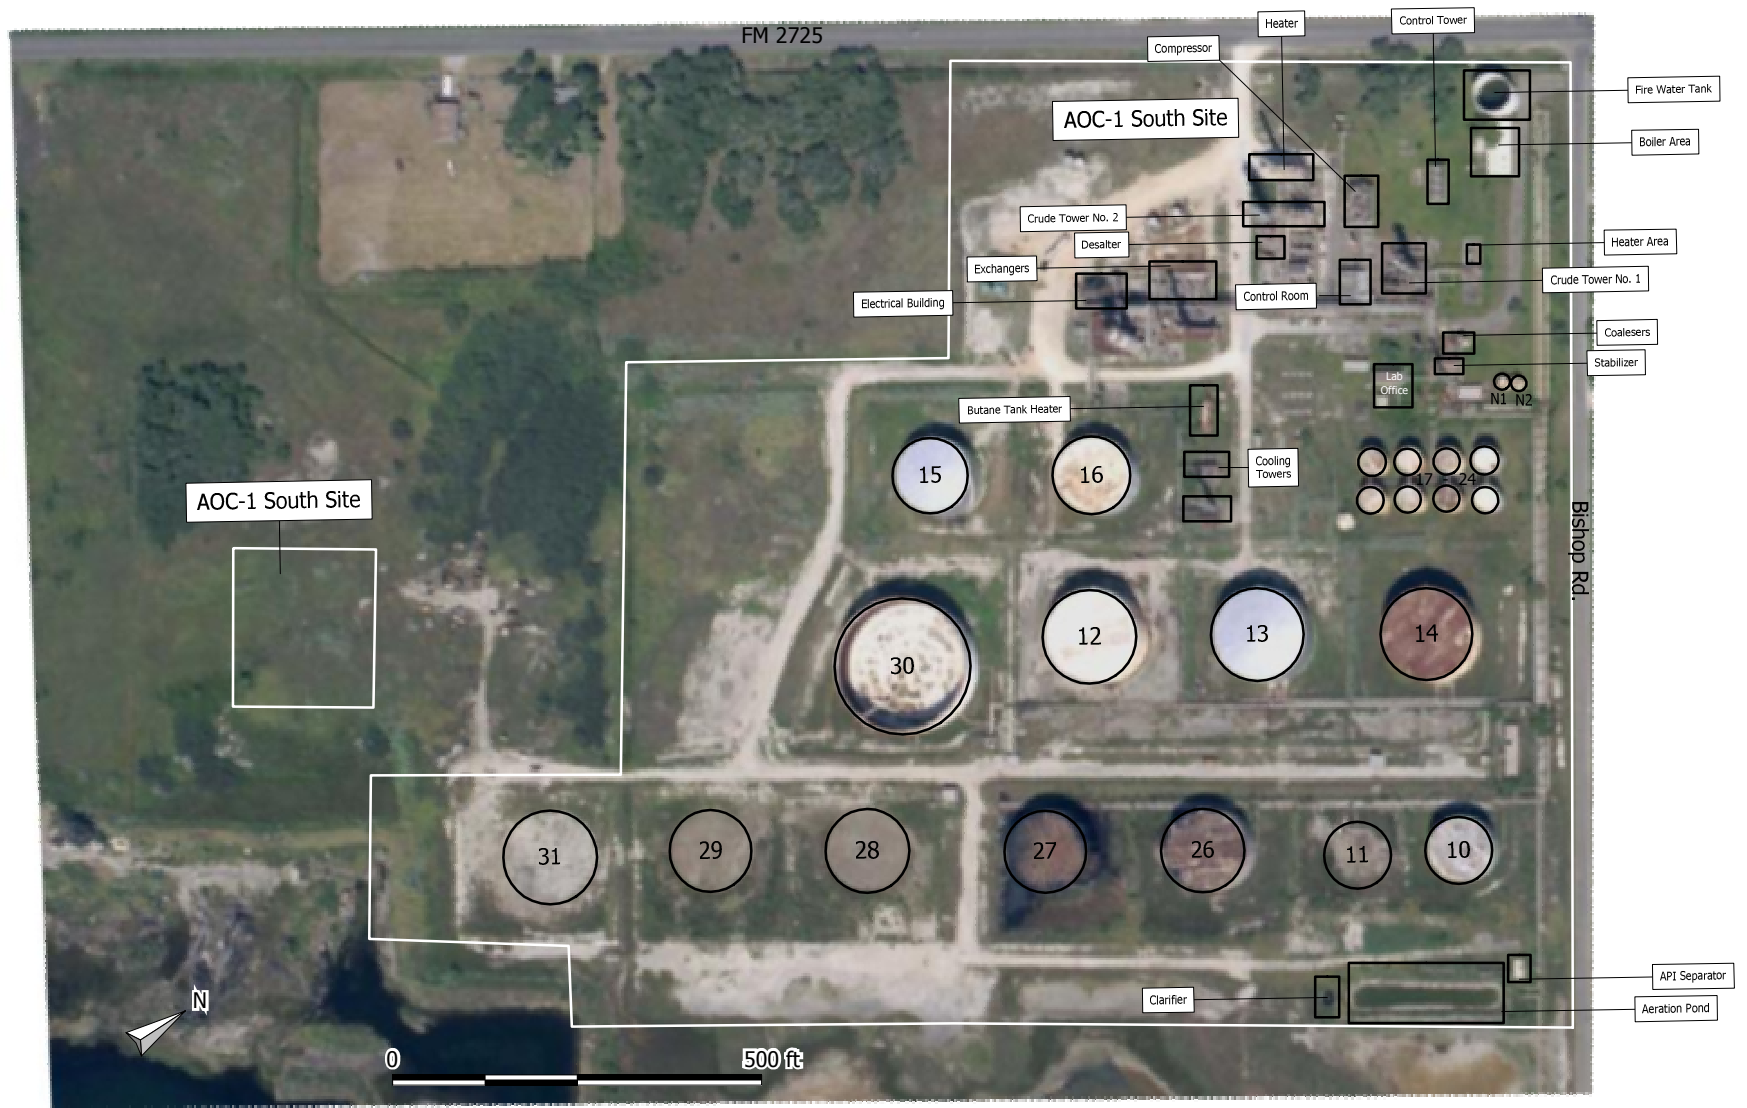 FM 2725
Heater
Control Tower
Compressor
Fire Water Tank
AOC-1 South Site
Boiler Area
Crude Tower No. 2
Desalter
Heater Area
Exchangers
Crude Tower No. 1
Electrical Building
Control Room
Coalesers
Stabilizer
Lab
Office
N1
N2
Butane Tank Heater
Cooling
Towers
15
16
17 - 24
AOC-1 South Site
Bishop Rd.
30
12
13
14
31
29
28
27
26
11
10
API Separator
Clarifier
Aeration Pond
N
0
500 ft